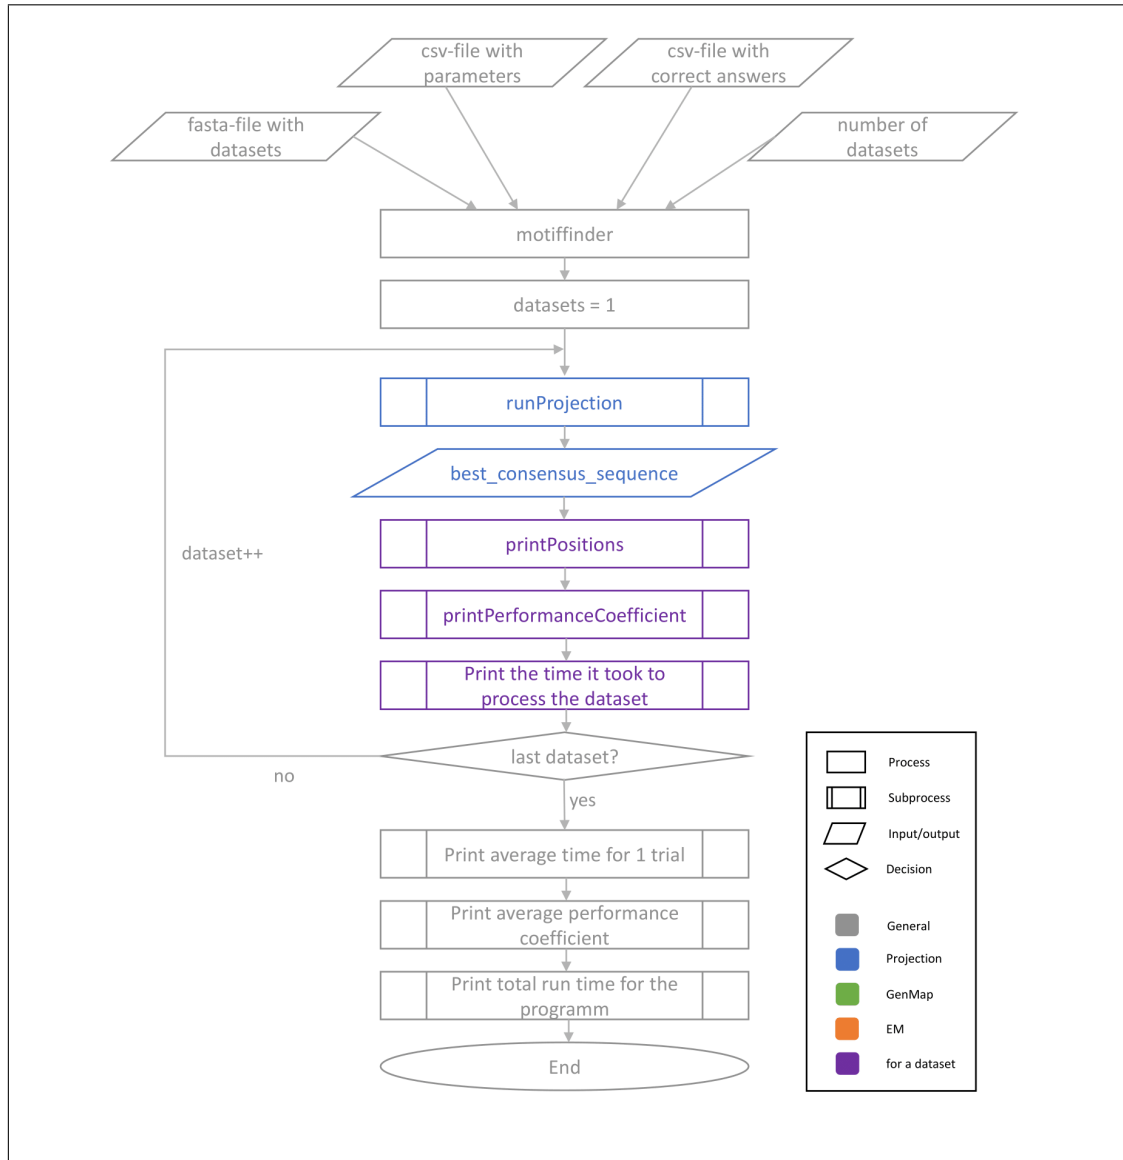 csv-file with
parameters
csv-file with
correct answers
fasta-file with
datasets
number of
datasets
motiffinder
datasets = 1
runProjection
best_consensus_sequence
printPositions
dataset++
printPerformanceCoefficient
Print the time it took to
process the dataset
last dataset?
no
yes
Print average time for 1 trial
Print average performance
coefficient
Print total run time for the
programm
End
Process
Subprocess
Input/output
Decision
General
Projection
GenMap
EM
for a dataset